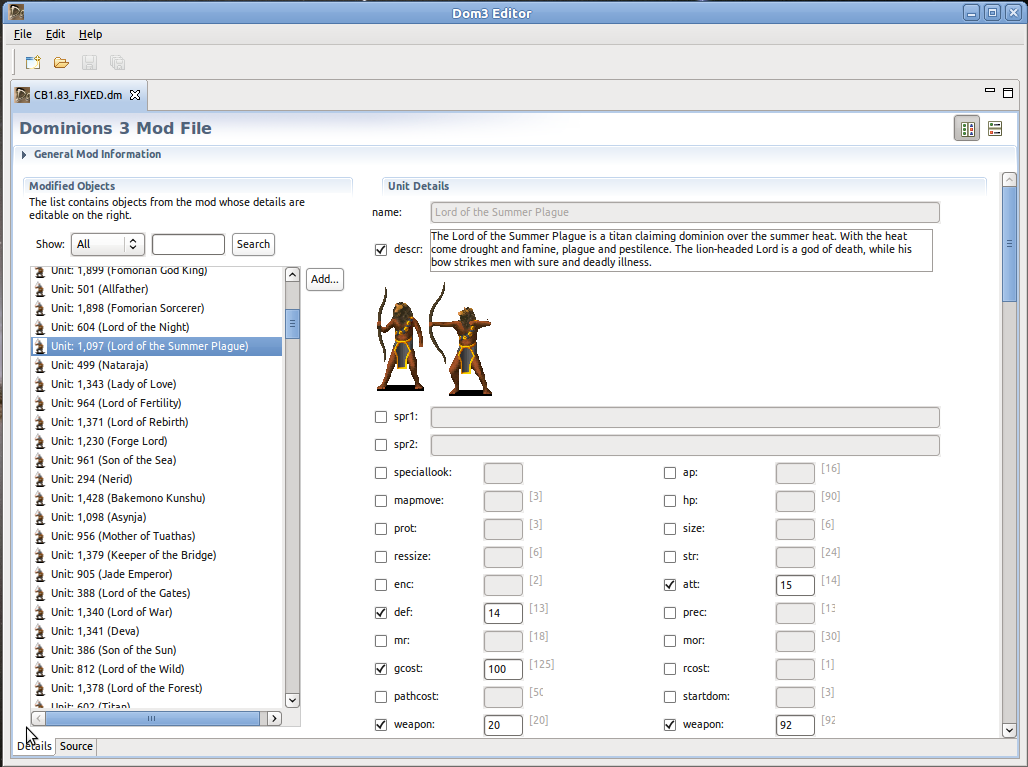 Dom3 Editor
File Edit Help
CB1.83_FIXED.dm
Dominions 3 Mod File
General Mod Information
Modified Objects
The list contains objects from the mod whose details are
editable on the right.
Show: All Search
Add...
Unit: 1,899 (Fomorian God King)
Unit: 501 (Allfather)
Unit: 1,898 (Fomorian Sorcerer)
Unit: 604 (Lord of the Night)
Unit: 1,097 (Lord of the Summer Plague)
Unit: 499 (Nataraja)
Unit: 1,343 (Lady of Love)
Unit: 964 (Lord of Fertility)
Unit: 1,371 (Lord of Rebirth)
Unit: 1,230 (Forge Lord)
Unit: 961 (Son of the Sea)
Unit: 294 (Nerid)
Unit: 1,428 (Bakemono Kunshu)
Unit: 1,098 (Asynja)
Unit: 956 (Mother of Tuathas)
Unit: 1,379 (Keeper of the Bridge)
Unit: 905 (Jade Emperor)
Unit: 388 (Lord of the Gates)
Unit: 1,340 (Lord of War)
Unit: 1,341 (Deva)
Unit: 386 (Son of the Sun)
Unit: 812 (Lord of the Wild)
Unit: 1,378 (Lord of the Forest)
Unit: 602 (Titan)
Unit Details
name: Lord of the Summer Plague
descr: The Lord of the Summer Plague is a titan claiming dominion over the summer heat. With the heat
come drought and famine, plague and pestilence. The lion-headed Lord is a god of death, while his
bow strikes men with sure and deadly illness.
spr1:
spr2:
speciallook: ap: [16]
mapmove: [3] hp: [90]
prot: [3] size: [6]
ressize: [6] str: [24]
enc: [2] att: 15 [14]
def: 14 [13] prec: [13
mr: [18] mor: [30]
gcost: 100 [125] rcost: [1]
pathcost: [50 startdom: [3]
weapon: 20 [20] weapon: 92 [92
Details Source